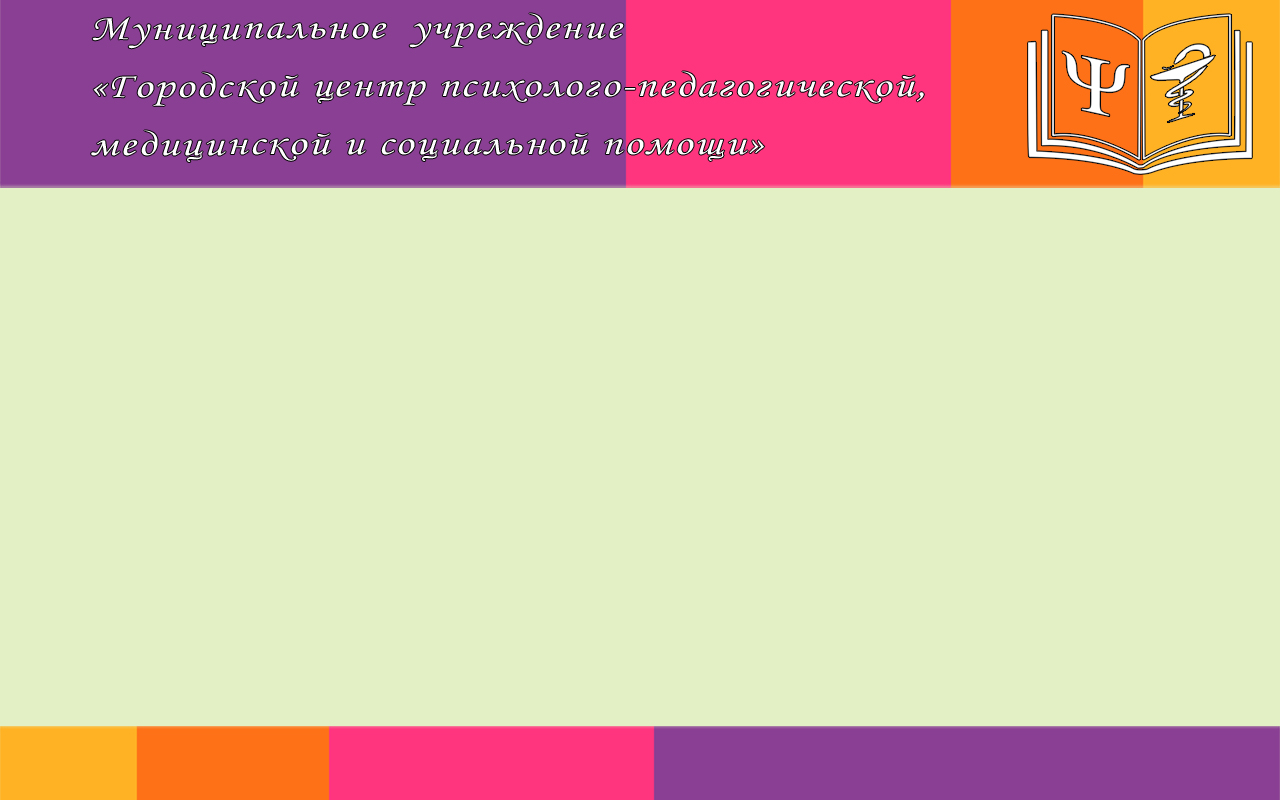 Муниципальное учреждение
«Городской центр психолого-педагогической,
медицинской и социальной помощи»
Ψ